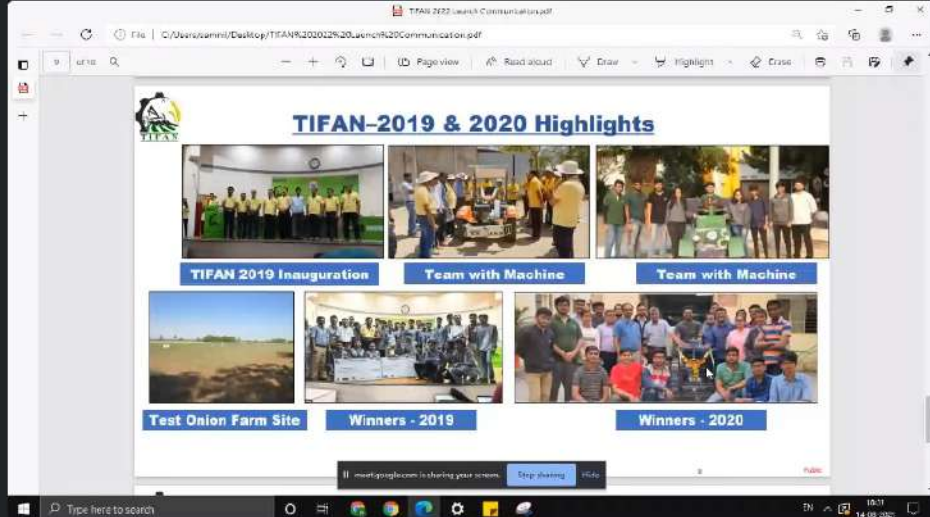 TIFAN 2022 Launch Communication.pdf
File | C:/Users/sammil/Desktop/TIFAN%202022%20Launch%20Communication.pdf
9 of 10 Page view Read aloud Draw Highlight Erase
TIFAN
TIFAN–2019 & 2020 Highlights
TIFAN 2019 Inauguration
Team with Machine
Team with Machine
Test Onion Farm Site
Winners - 2019
Winners - 2020
meet.google.com is sharing your screen. Stop sharing Hide
9
Public
Type here to search
EN